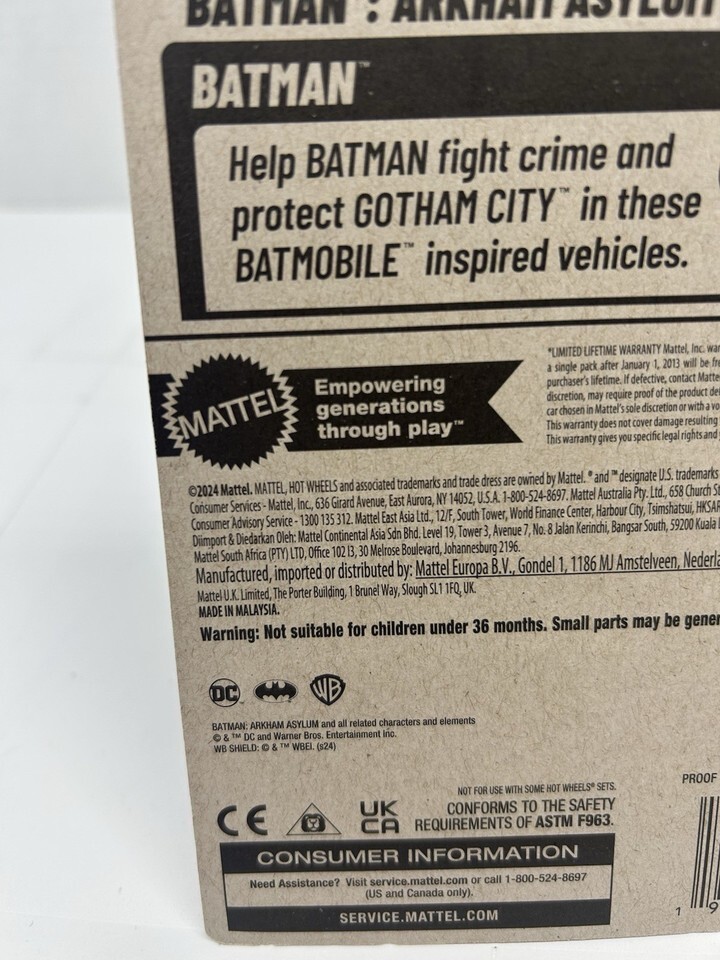 BATMAN™: ARKHAM ASYLUM
BATMAN™
Help BATMAN fight crime and
protect GOTHAM CITY™ in these
BATMOBILE™ inspired vehicles.
*LIMITED LIFETIME WARRANTY Mattel, Inc.
a single pack after January 1, 2013 will be
purchaser's lifetime. If defective, contact
discretion, may require proof of the product
car chosen in Mattel's sole discretion or with a
This warranty does not cover damage resulting
This warranty gives you specific legal rights and
MATTEL
Empowering
generations
through play™
©2024 Mattel. MATTEL, HOT WHEELS and associated trademarks and trade dress are owned by Mattel. ® and ™ designate U.S. trademarks
Consumer Services - Mattel, Inc., 636 Girard Avenue, East Aurora, NY 14052, U.S.A. 1-800-524-8697. Mattel Australia Pty. Ltd., 658 Church
Consumer Advisory Service - 1300 135 312. Mattel East Asia Ltd., 12/F, South Tower, World Finance Center, Harbour City, Tsimshatsui, HKSAR
Diimport & Diedarkan Oleh: Mattel Continental Asia Sdn Bhd. Level 19, Tower 3, Avenue 7, No. 8 Jalan Kerinchi, Bangsar South, 59200 Kuala
Mattel South Africa (PTY) LTD, Office 102 I3, 30 Melrose Boulevard, Johannesburg 2196.
Manufactured, imported or distributed by: Mattel Europa B.V., Gondel 1, 1186 MJ Amstelveen,
Mattel U.K. Limited, The Porter Building, 1 Brunel Way, Slough SL1 1FQ, UK.
MADE IN MALAYSIA.
Warning: Not suitable for children under 36 months. Small parts may be
DC
WB
BATMAN: ARKHAM ASYLUM and all related characters and elements
© & ™ DC and Warner Bros. Entertainment Inc.
WB SHIELD: © & ™ WBEI. (s24)
PROOF
NOT FOR USE WITH SOME HOT WHEELS® SETS.
CE
UK
CA
CONFORMS TO THE SAFETY
REQUIREMENTS OF ASTM F963.
CONSUMER INFORMATION
Need Assistance? Visit service.mattel.com or call 1-800-524-8697
(US and Canada only).
SERVICE.MATTEL.COM
1 9